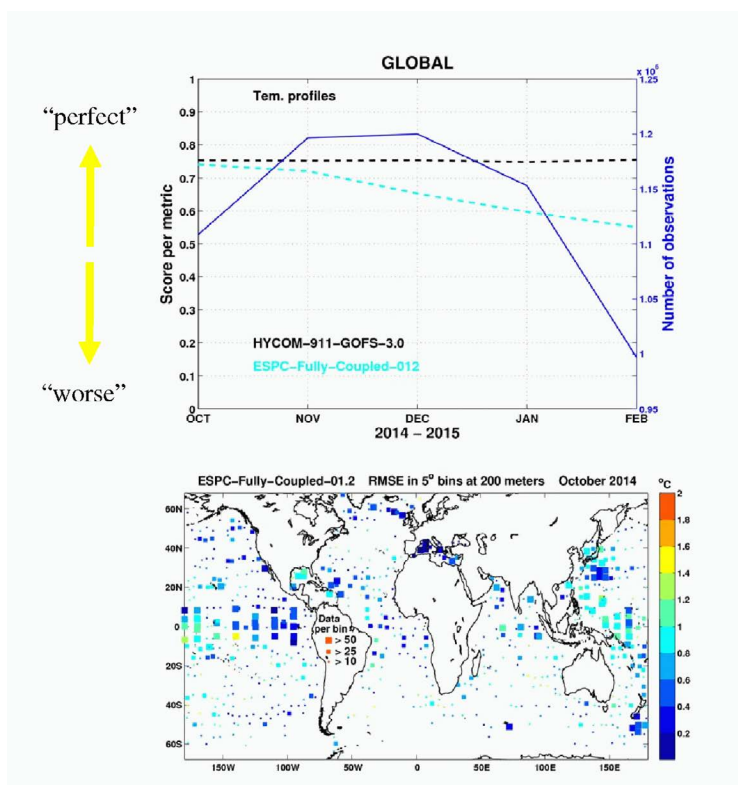 GLOBAL
x 10⁶
1
0.9
0.8
0.7
0.6
0.5
0.4
0.3
0.2
0.1
0
Score per metric
Tem. profiles
1.25
1.2
1.15
1.1
1.05
1
0.95
Number of observations
"perfect"
"worse"
HYCOM-911-GOFS-3.0
ESPC-Fully-Coupled-012
OCT NOV DEC JAN FEB
2014 - 2015
ESPC-Fully-Coupled-01.2 RMSE in 5° bins at 200 meters October 2014
°C
60N
40N
20N
0
20S
40S
60S
Data
per bin
> 50
> 25
> 10
2
1.8
1.6
1.4
1.2
1
0.8
0.6
0.4
0.2
150W 100W 50W 0 50E 100E 150E